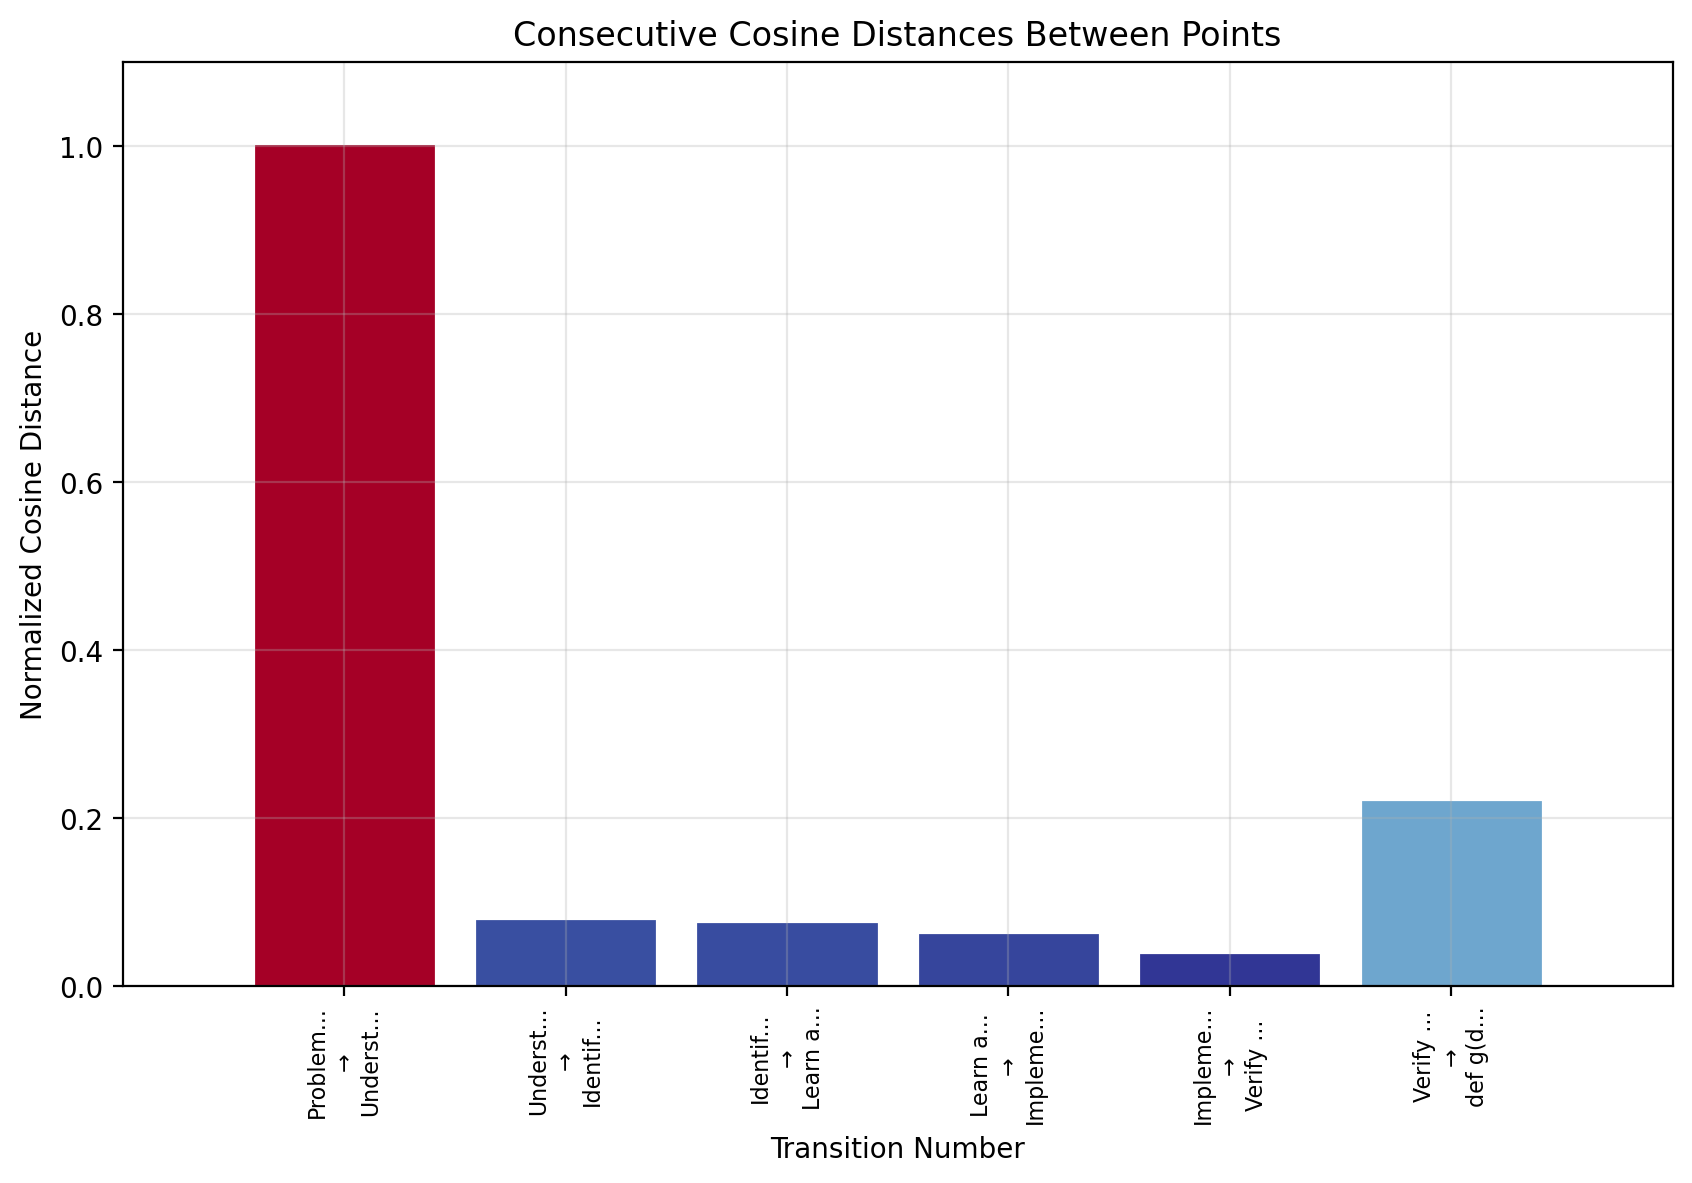 Consecutive Cosine Distances Between Points
Normalized Cosine Distance
1.0
0.8
0.6
0.4
0.2
0.0
Problem...
→
Underst...
Underst...
→
Identif...
Identif...
→
Learn a...
Learn a...
→
Impleme...
Impleme...
→
Verify ...
Verify ...
→
def g(d...
Transition Number